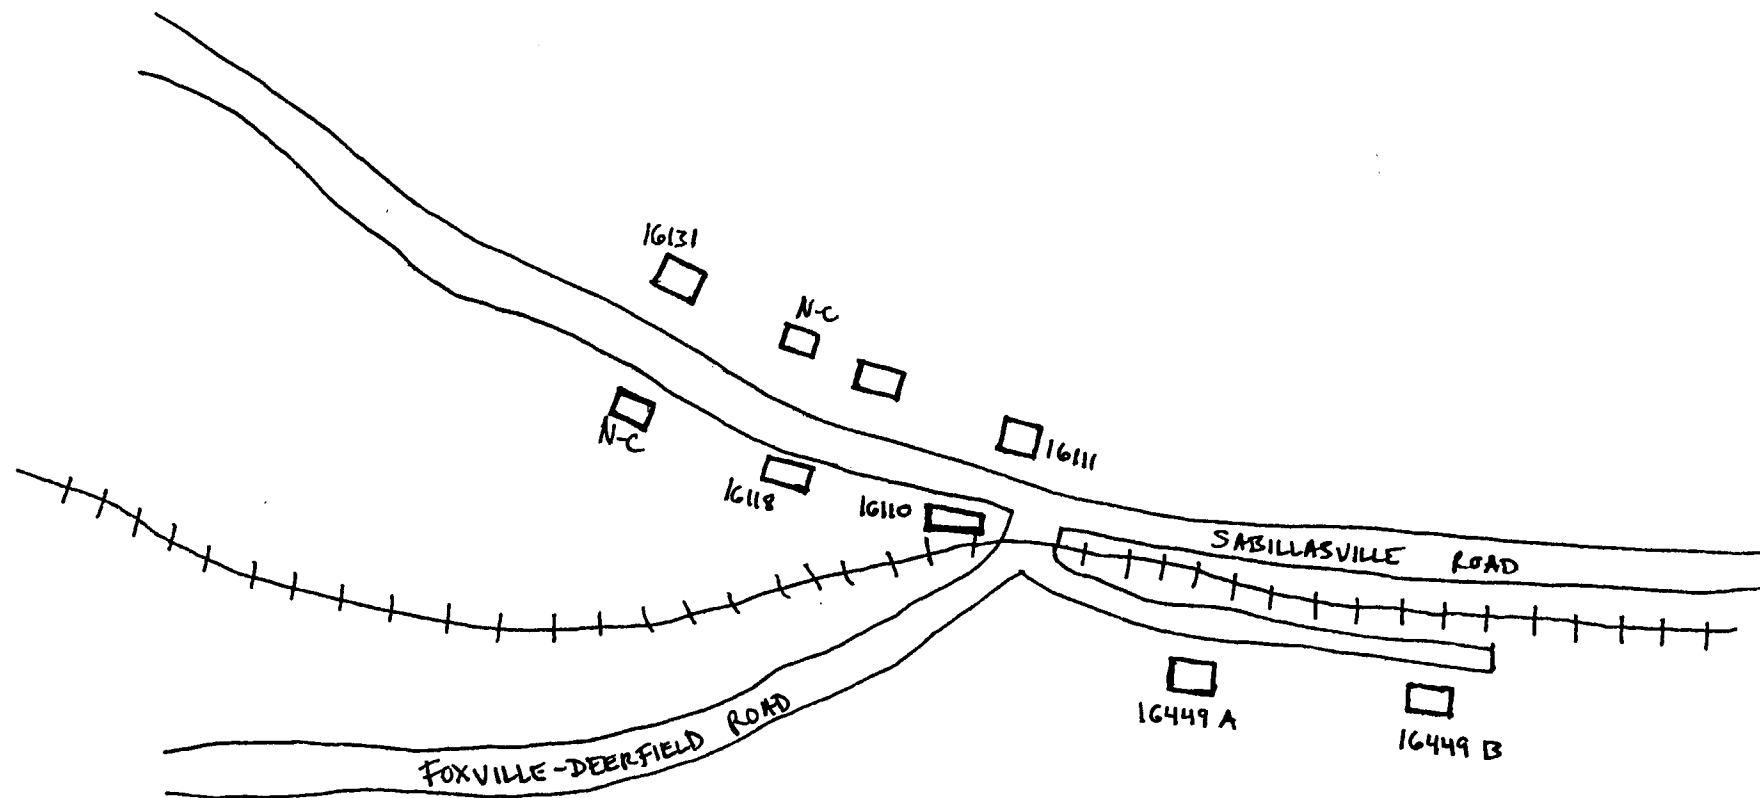 16131
N-C
N-C
16111
16118
16110
SABILLASVILLE ROAD
16449 A
16449 B
FOXVILLE-DEERFIELD ROAD